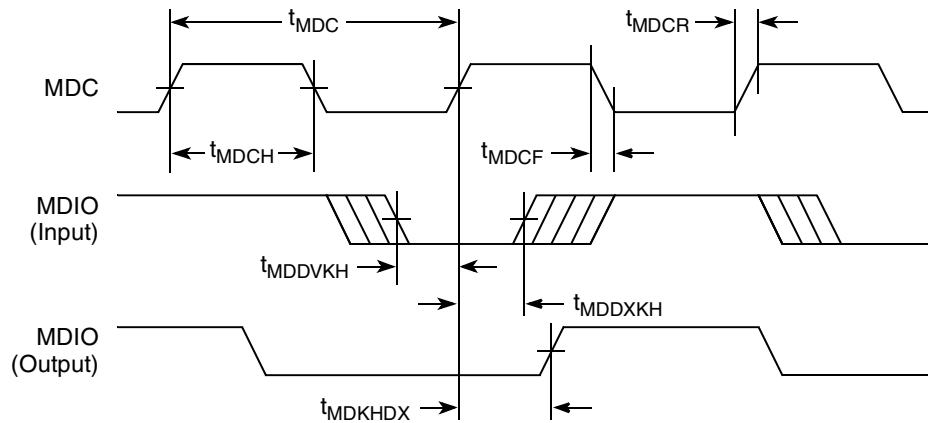 tMDC
tMDCR
MDC
tMDCH
tMDCF
MDIO
(Input)
tMDDVKH
tMDDXKH
MDIO
(Output)
tMDKHDX